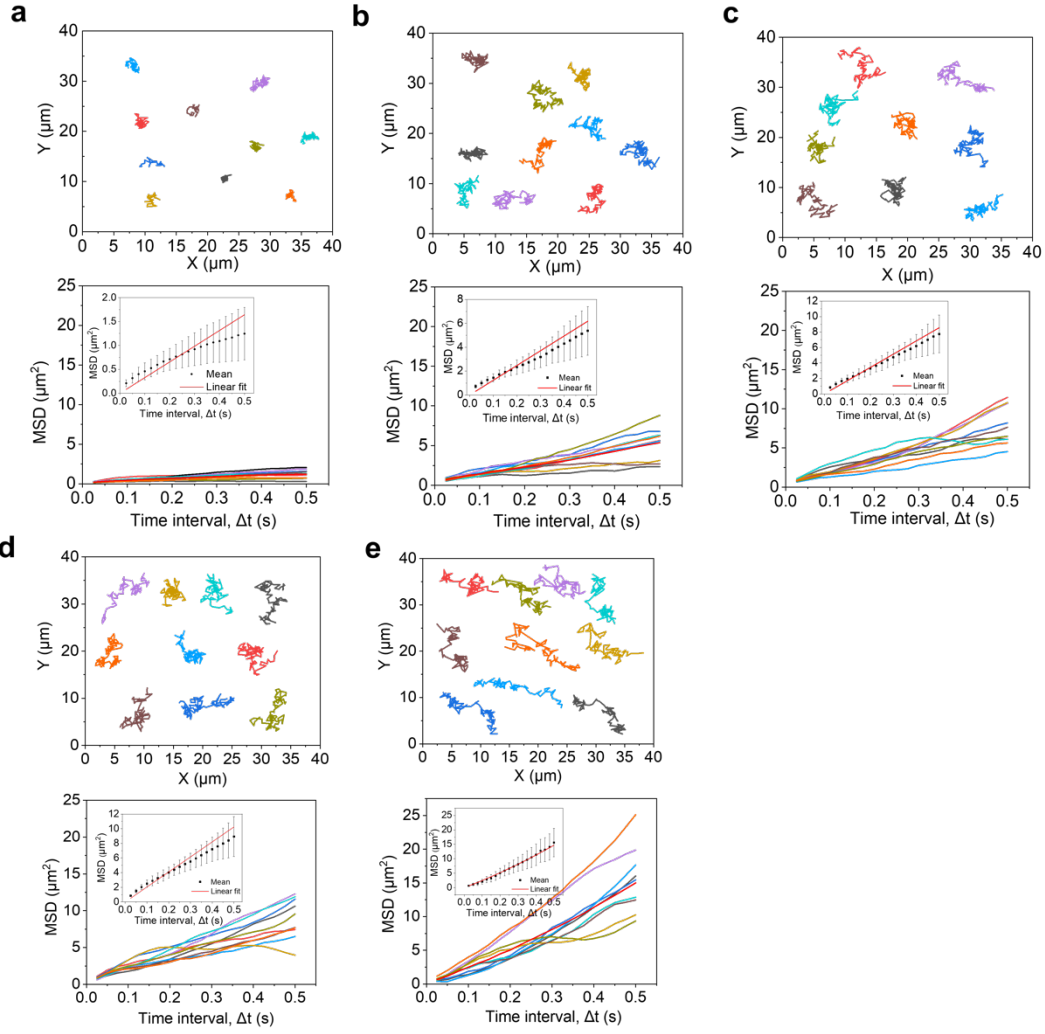 a
40
30
20
10
0
Y (µm)
0 5 10 15 20 25 30 35 40
X (µm)
25
20
15
10
5
0
MSD (µm²)
0.0 0.1 0.2 0.3 0.4 0.5
Time interval, Δt (s)
2.0
1.5
1.0
0.5
0.0
MSD (µm²)
Mean
Linear fit
0.0 0.1 0.2 0.3 0.4 0.5
Time interval, Δt (s)
b
40
30
20
10
0
Y (µm)
0 5 10 15 20 25 30 35 40
X (µm)
25
20
15
10
5
0
MSD (µm²)
0.0 0.1 0.2 0.3 0.4 0.5
Time interval, Δt (s)
8
6
4
2
0
MSD (µm²)
Mean
Linear fit
0.0 0.1 0.2 0.3 0.4 0.5
Time interval, Δt (s)
c
40
30
20
10
0
Y (µm)
0 5 10 15 20 25 30 35 40
X (µm)
25
20
15
10
5
0
MSD (µm²)
0.0 0.1 0.2 0.3 0.4 0.5
Time interval, Δt (s)
12
10
8
6
4
2
0
MSD (µm²)
Mean
Linear fit
0.0 0.1 0.2 0.3 0.4 0.5
Time interval, Δt (s)
d
40
30
20
10
0
Y (µm)
0 5 10 15 20 25 30 35 40
X (µm)
25
20
15
10
5
0
MSD (µm²)
0.0 0.1 0.2 0.3 0.4 0.5
Time interval, Δt (s)
12
10
8
6
4
2
0
MSD (µm²)
Mean
Linear fit
0.0 0.1 0.2 0.3 0.4 0.5
Time interval, Δt (s)
e
40
30
20
10
0
Y (µm)
0 5 10 15 20 25 30 35 40
X (µm)
25
20
15
10
5
0
MSD (µm²)
0.0 0.1 0.2 0.3 0.4 0.5
Time interval, Δt (s)
25
20
15
10
5
0
MSD (µm²)
Mean
Linear fit
0.0 0.1 0.2 0.3 0.4 0.5
Time interval, Δt (s)